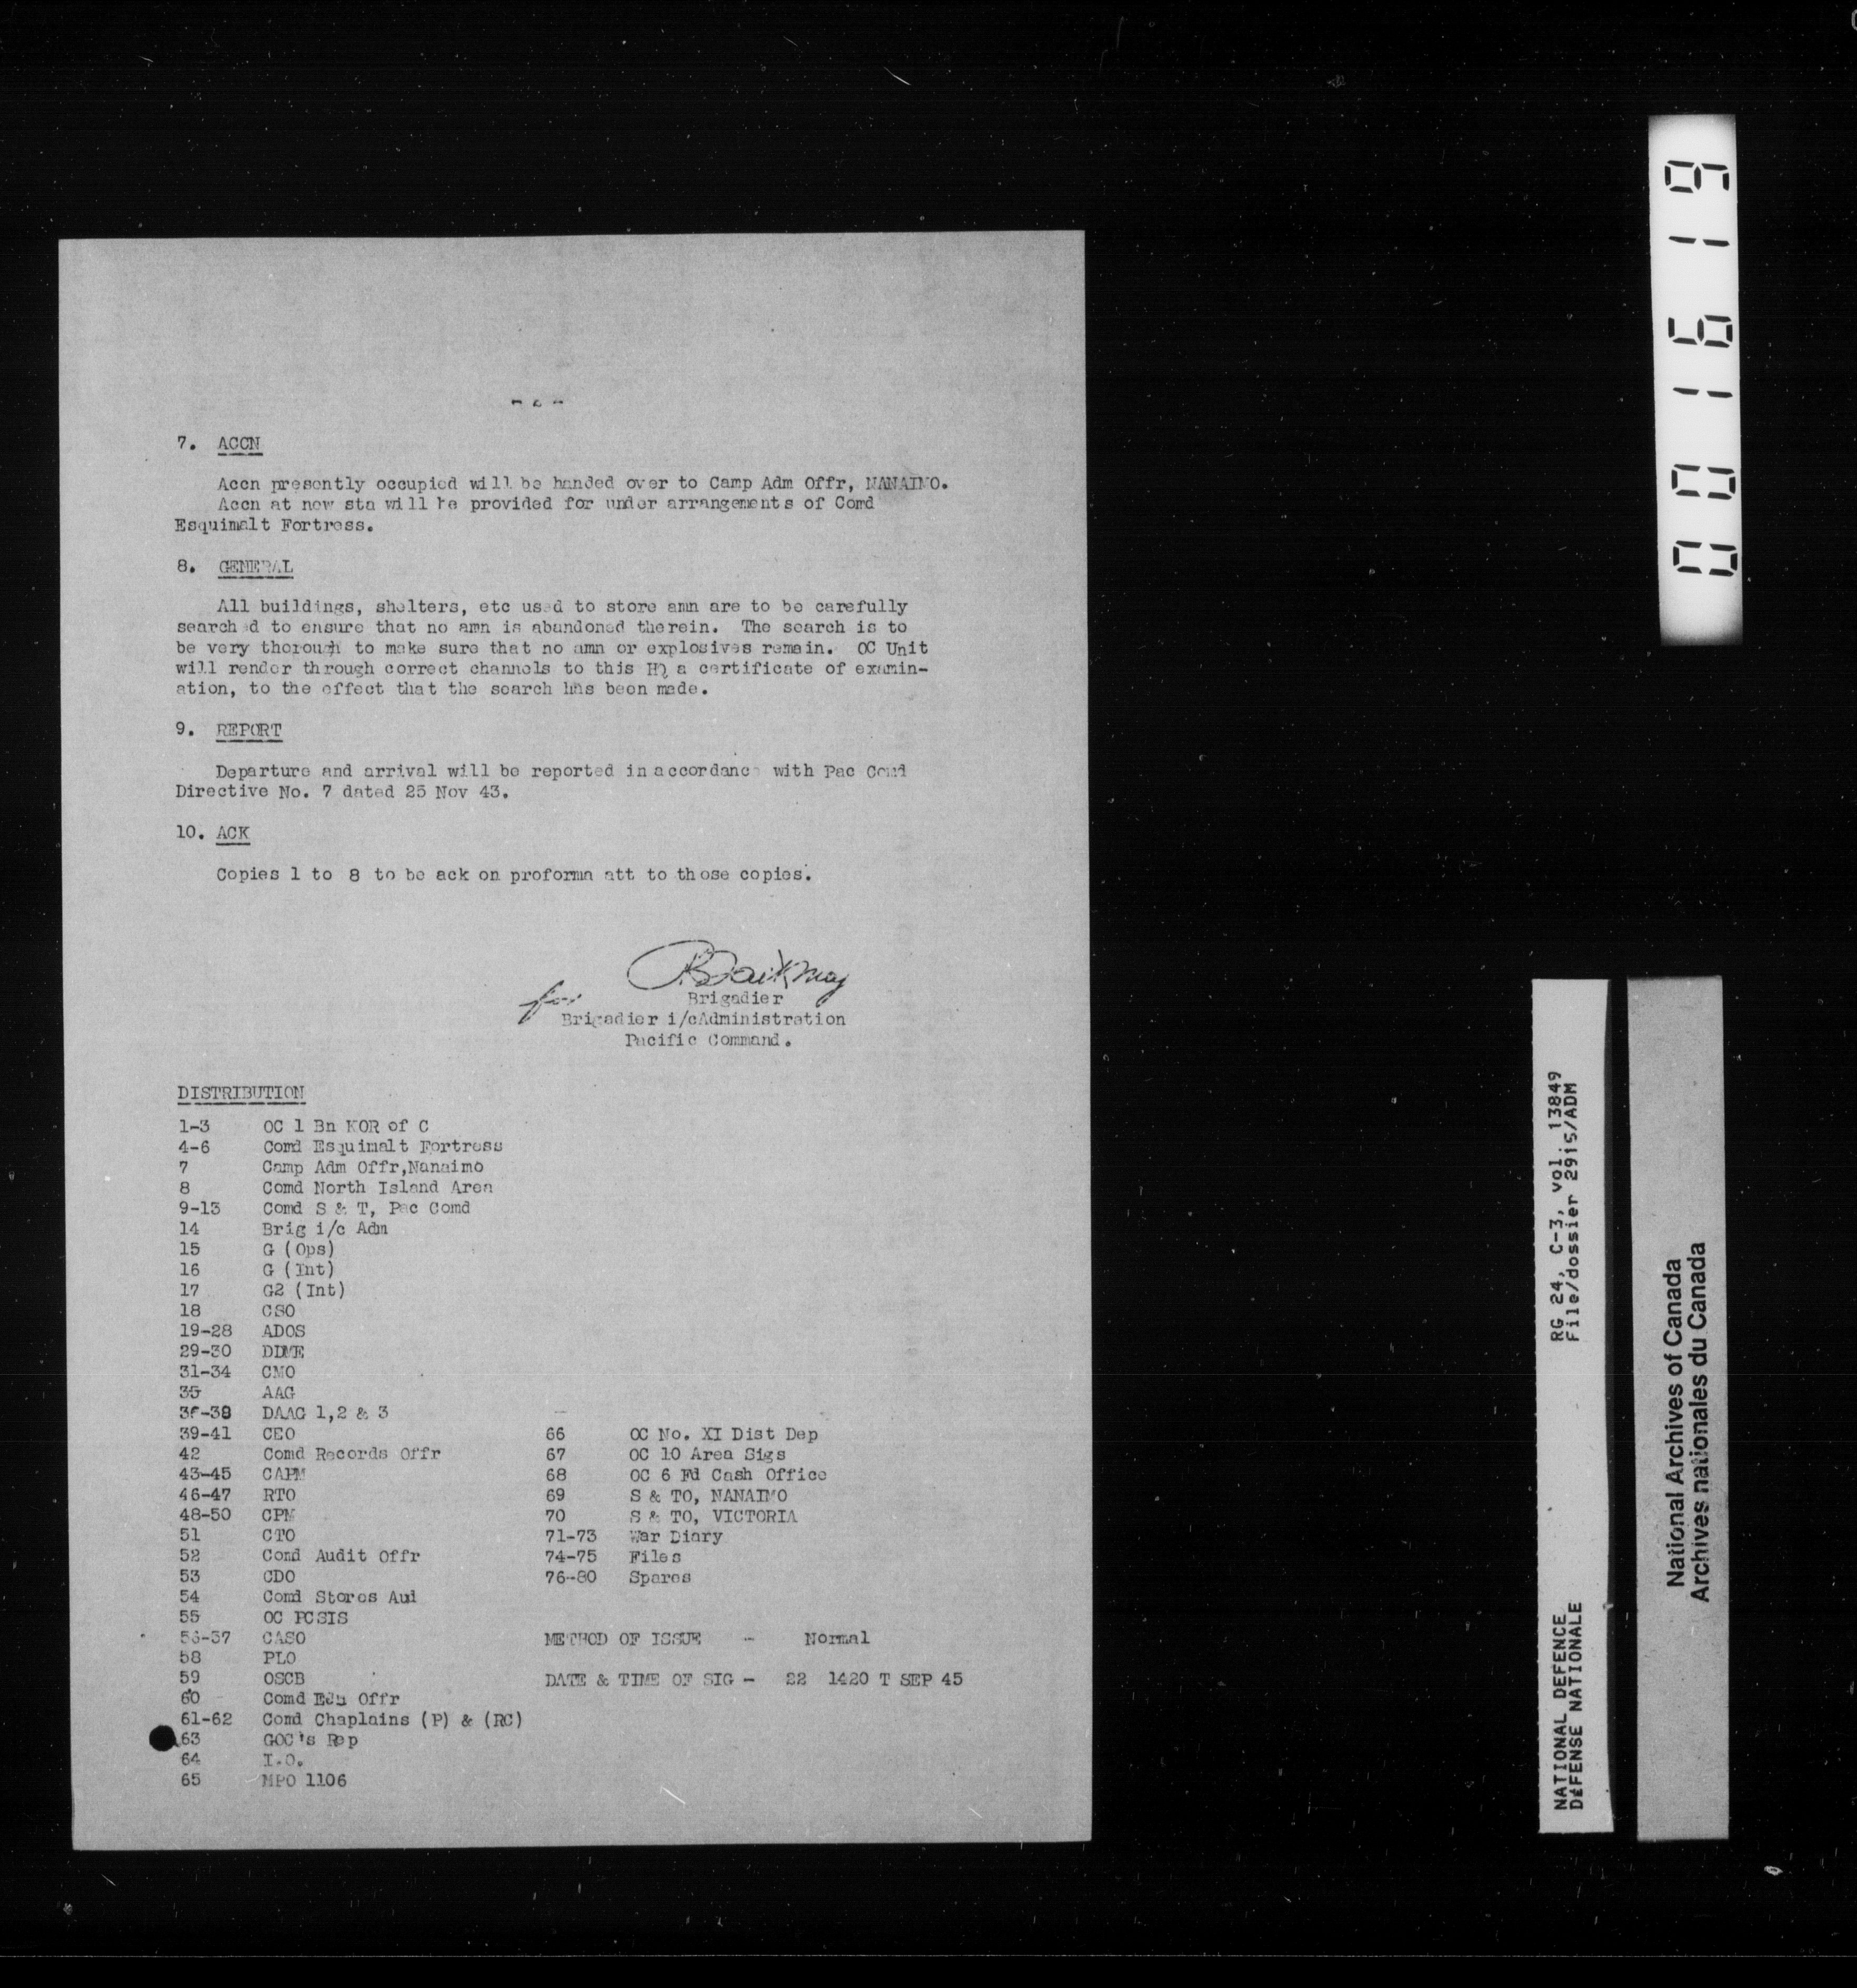 - 2 -
7. ACCN
Accn presently occupied will be handed over to Camp Adm Offr, NANAIMO.
Accn at new sta will be provided for under arrangements of Comd
Esquimalt Fortress.
8. GENERAL
All buildings, shelters, etc used to store amn are to be carefully
searched to ensure that no amn is abandoned therein. The search is to
be very thorough to make sure that no amn or explosives remain. OC Unit
will render through correct channels to this HQ a certificate of examin-
ation, to the effect that the search has been made.
9. REPORT
Departure and arrival will be reported in accordance with Pac Comd
Directive No. 7 dated 25 Nov 43.
10. ACK
Copies 1 to 8 to be ack on proforma att to those copies.
for
Brigadier
Brigadier i/cAdministration
Pacific Command.
DISTRIBUTION
1-3 OC 1 Bn KOR of C
4-6 Comd Esquimalt Fortress
7 Camp Adm Offr,Nanaimo
8 Comd North Island Area
9-13 Comd S & T, Pac Comd
14 Brig i/c Adm
15 G (Ops)
16 G (Int)
17 G2 (Int)
18 CSO
19-28 ADOS
29-30 DDME
31-34 CMO
35 AAG
36-38 DAAG 1,2 & 3
39-41 CEO
42 Comd Records Offr
43-45 CAPM
46-47 RTO
48-50 CPM
51 CTO
52 Comd Audit Offr
53 CDO
54 Comd Stores Aud
55 OC PCSIS
56-57 CASO
58 PLO
59 OSCB
60 Comd Edu Offr
61-62 Comd Chaplains (P) & (RC)
63 GOC's Rep
64 I.O.
65 MPO 1106
66 OC No. XI Dist Dep
67 OC 10 Area Sigs
68 OC 6 Fd Cash Office
69 S & TO, NANAIMO
70 S & TO, VICTORIA
71-73 War Diary
74-75 Files
76-80 Spares
METHOD OF ISSUE - Normal
DATE & TIME OF SIG - 22 1420 T SEP 45
001619
NATIONAL DEFENCE RG 24, C-3, vol. 13849
DÉFENSE NATIONALE File/dossier 2915/ADM
National Archives of Canada
Archives nationales du Canada